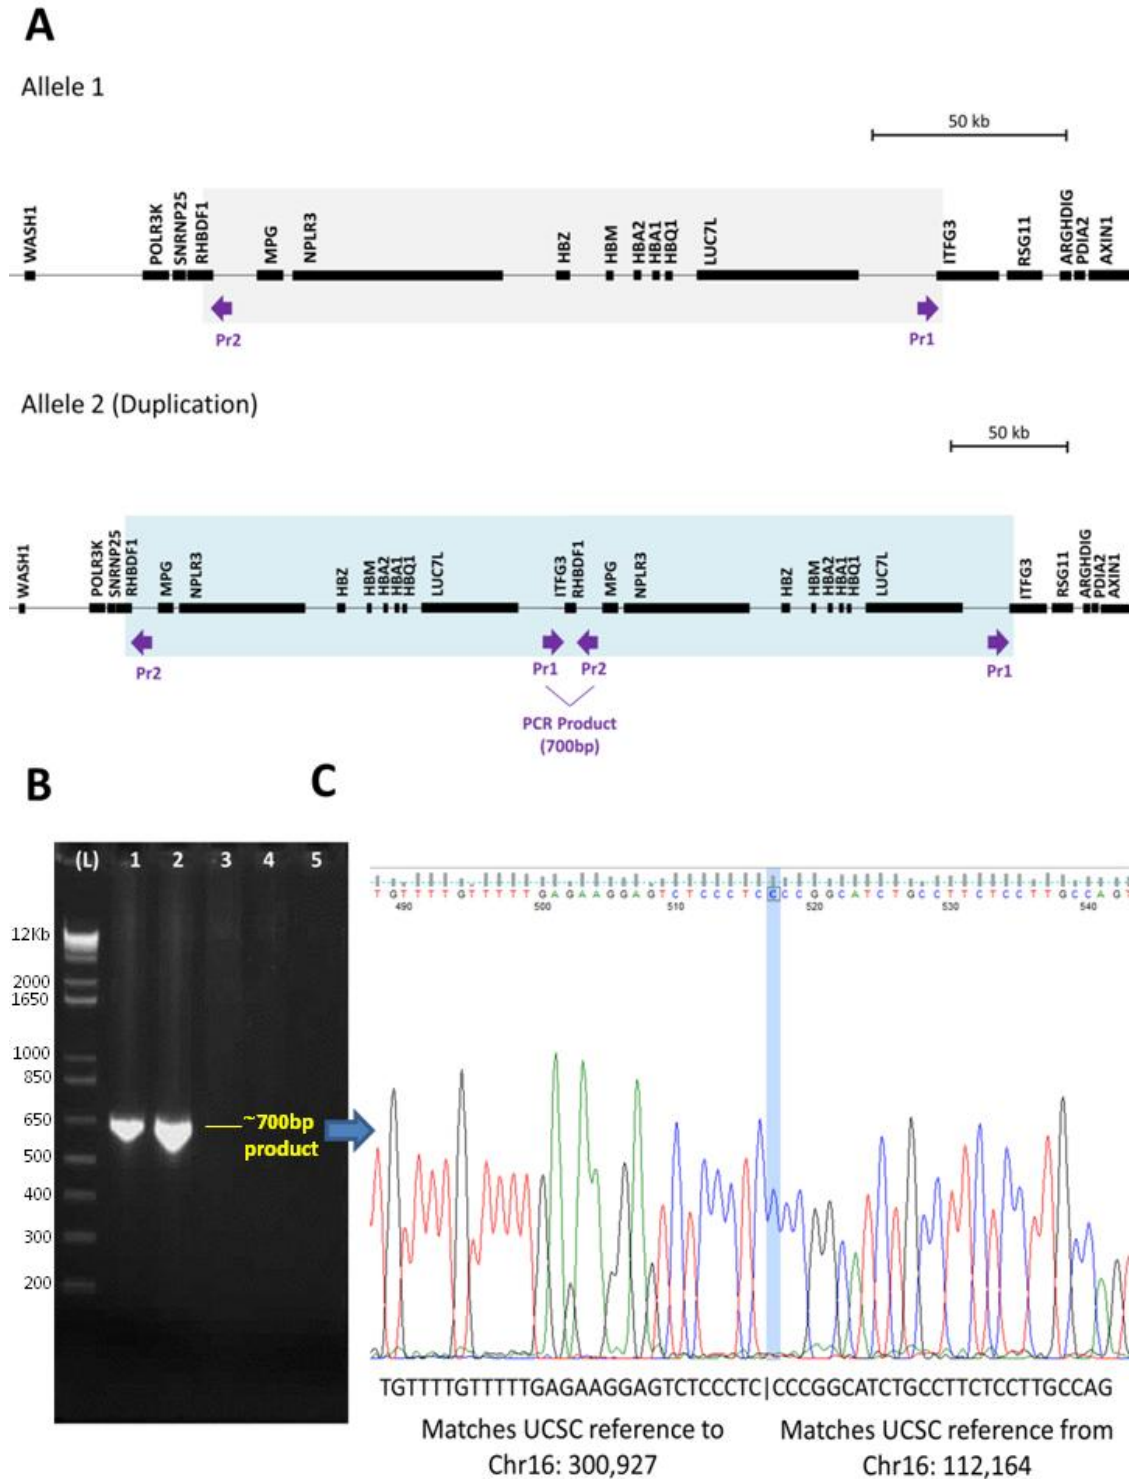 A
Allele 1
50 kb
WASH1
POLR3K
SNRNP25
RHBDF1
MPG
NPLR3
HBZ
HBM
HBA2
HBA1
HBQ1
LUC7L
ITFG3
RSG11
ARGHDIG
PDIA2
AXIN1
Pr2
Pr1
Allele 2 (Duplication)
50 kb
WASH1
POLR3K
SNRNP25
RHBDF1
MPG
NPLR3
HBZ
HBM
HBA2
HBA1
HBQ1
LUC7L
ITFG3
RHBDF1
MPG
NPLR3
HBZ
HBM
HBA2
HBA1
HBQ1
LUC7L
ITFG3
RSG11
ARGHDIG
PDIA2
AXIN1
Pr2
Pr1
Pr2
Pr1
PCR Product
(700bp)
B
(L) 1 2 3 4 5
12Kb
2000
1650
1000
850
650
500
400
300
200
~700bp
product
C
TGTTTTGTTTTTGAGAAGGAGTCTCCCTCCCCGGCATCTGCCTTCTCCTTGCCAGT
490 500 510 520 530 540
TGTTTTGTTTTTGAGAAGGAGTCTCCCTC|CCCGGCATCTGCCTTCTCCTTGCCAG
Matches UCSC reference to
Chr16: 300,927
Matches UCSC reference from
Chr16: 112,164